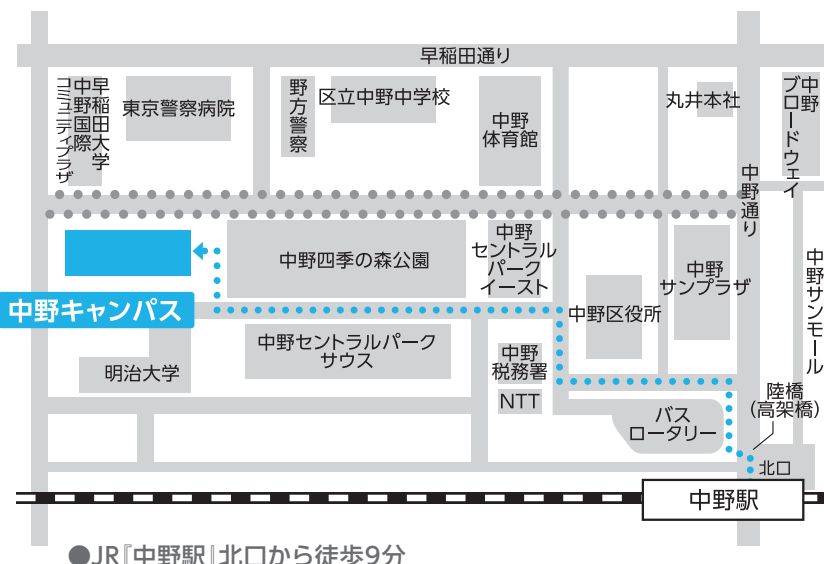 早稲田通り
早稲田大学
中野国際
コミュニティプラザ
東京警察病院
野方警察
区立中野中学校
中野
体育館
丸井本社
中野
ブロードウェイ
中野通り
中野四季の森公園
中野
セントラル
パーク
イースト
中野
サンプラザ
中野サンモール
中野キャンパス
中野区役所
中野セントラルパーク
サウス
明治大学
中野
税務署
NTT
バス
ロータリー
陸橋
(高架橋)
北口
中野駅
●JR『中野駅』北口から徒歩9分